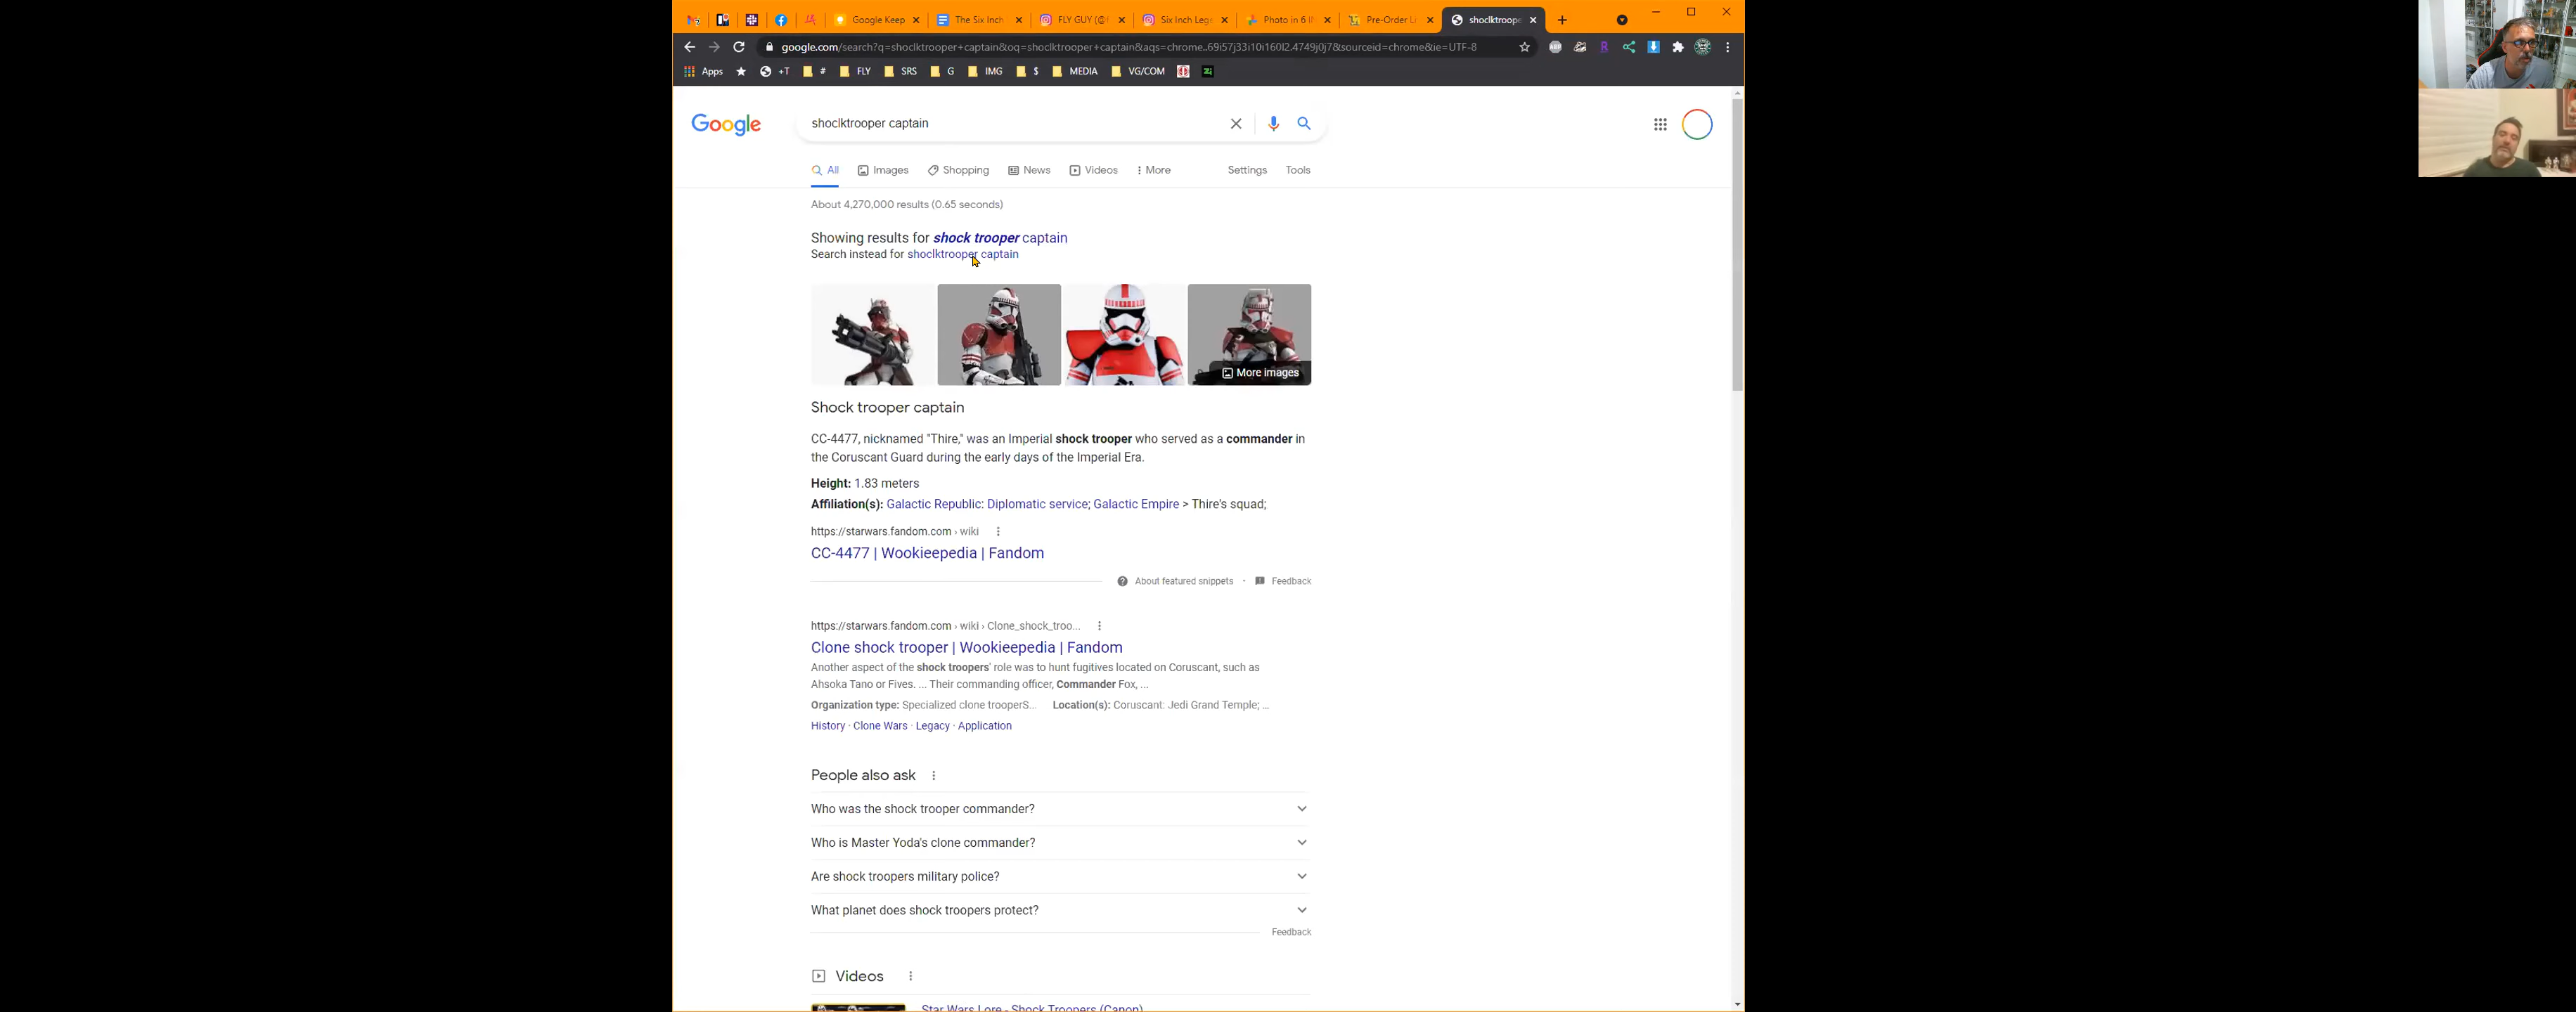 Google Keep
The Six Inch
FLY GUY (@
Six Inch Leg
Photo in 6 I
Pre-Order L
shoclktroope
google.com/search?q=shoclktrooper+captain&oq=shoclktrooper+captain&aqs=chrome..69i57j33i10i160l2.4749j0j7&sourceid=chrome&ie=UTF-8
Apps +T # FLY SRS G IMG $ MEDIA VG/COM
Google
shoclktrooper captain
All Images Shopping News Videos More Settings Tools
About 4,270,000 results (0.65 seconds)
Showing results for shock trooper captain
Search instead for shoclktrooper captain
More images
Shock trooper captain
CC-4477, nicknamed "Thire," was an Imperial shock trooper who served as a commander in
the Coruscant Guard during the early days of the Imperial Era.
Height: 1.83 meters
Affiliation(s): Galactic Republic: Diplomatic service; Galactic Empire > Thire's squad;
https://starwars.fandom.com › wiki
CC-4477 | Wookieepedia | Fandom
About featured snippets • Feedback
https://starwars.fandom.com › wiki › Clone_shock_troo...
Clone shock trooper | Wookieepedia | Fandom
Another aspect of the shock troopers' role was to hunt fugitives located on Coruscant, such as
Ahsoka Tano or Fives. ... Their commanding officer, Commander Fox, ...
Organization type: Specialized clone trooperS... Location(s): Coruscant: Jedi Grand Temple; ...
History · Clone Wars · Legacy · Application
People also ask
Who was the shock trooper commander?
Who is Master Yoda's clone commander?
Are shock troopers military police?
What planet does shock troopers protect?
Feedback
Videos
Star Wars Lore - Shock Troopers (Canon)